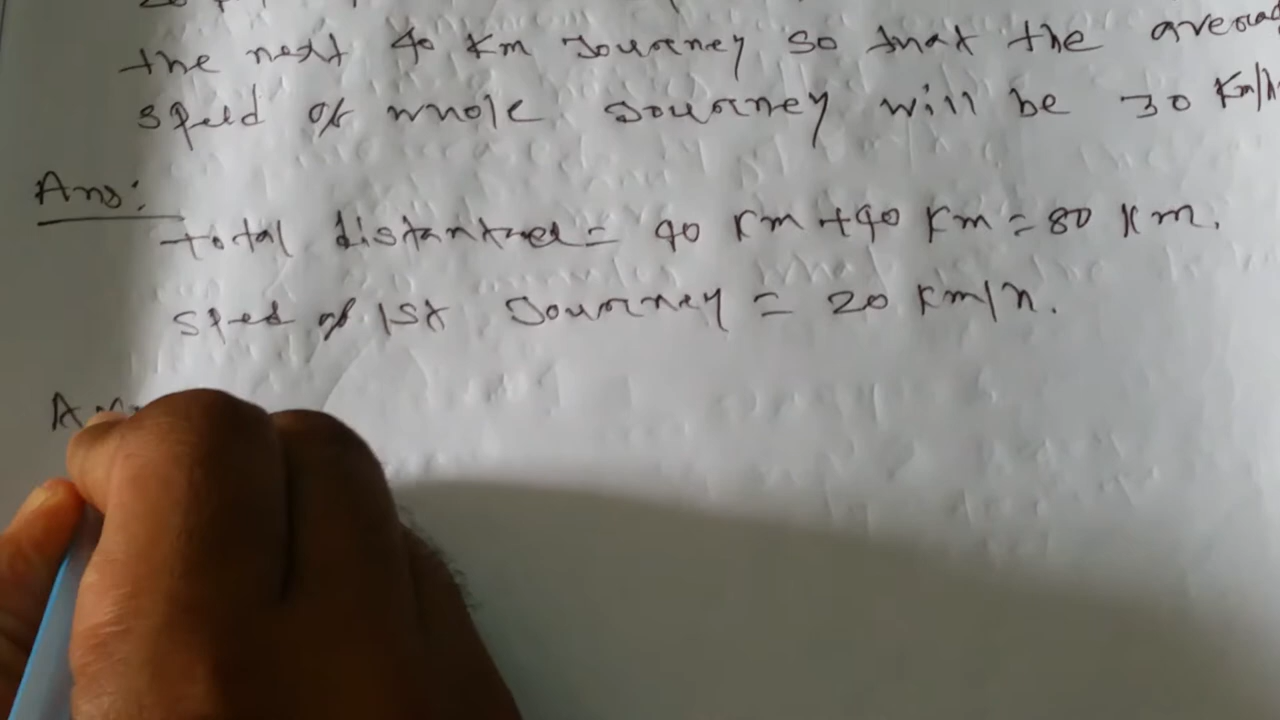 the next 40 Km Journey so that the
speed of whole Journey will be 30 Km/h
Ans:
total distance = 40 Km + 40 Km = 80 Km.
Speed of 1st Journey = 20 Km/h.